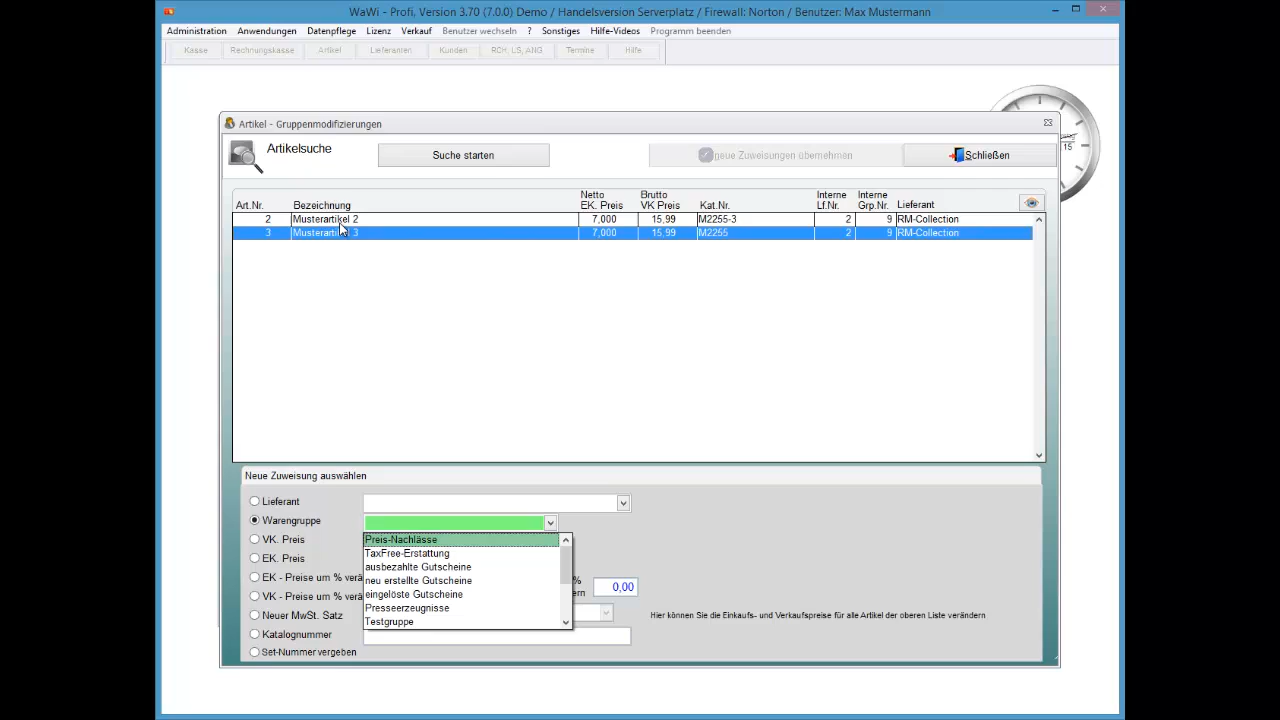 WaWi - Profi, Version 3.70 (7.0.0) Demo / Handelsversion Serverplatz / Firewall: Norton / Benutzer: Max Mustermann
Administration Anwendungen Datenpflege Lizenz Verkauf Benutzer wechseln ? Sonstiges Hilfe-Videos Programm beenden
Kasse Rechnungskasse Artikel Lieferanten Kunden RCH, LS, ANG Termine Hilfe
Artikel - Gruppenmodifizierungen
Artikelsuche Suche starten neue Zuweisungen übernehmen Schließen
15
Netto Brutto Interne Interne
Art.Nr. Bezeichnung EK. Preis VK Preis Kat.Nr. Lf.Nr. Grp.Nr. Lieferant
2 Musterartikel 2 7,000 15,99 M2255-3 2 9 RM-Collection
3 Musterartikel 3 7,000 15,99 M2255 2 9 RM-Collection
Neue Zuweisung auswählen
Lieferant
Warengruppe
VK. Preis Preis-Nachlässe
EK. Preis TaxFree-Erstattung
EK - Preise um % verä ausbezahlte Gutscheine %
neu erstellte Gutscheine 0,00
VK - Preise um % verä eingelöste Gutscheine ern
Neuer MwSt. Satz Presseerzeugnisse Hier können Sie die Einkaufs- und Verkaufspreise für alle Artikel der oberen Liste verändern
Testgruppe
Katalognummer
Set-Nummer vergeben